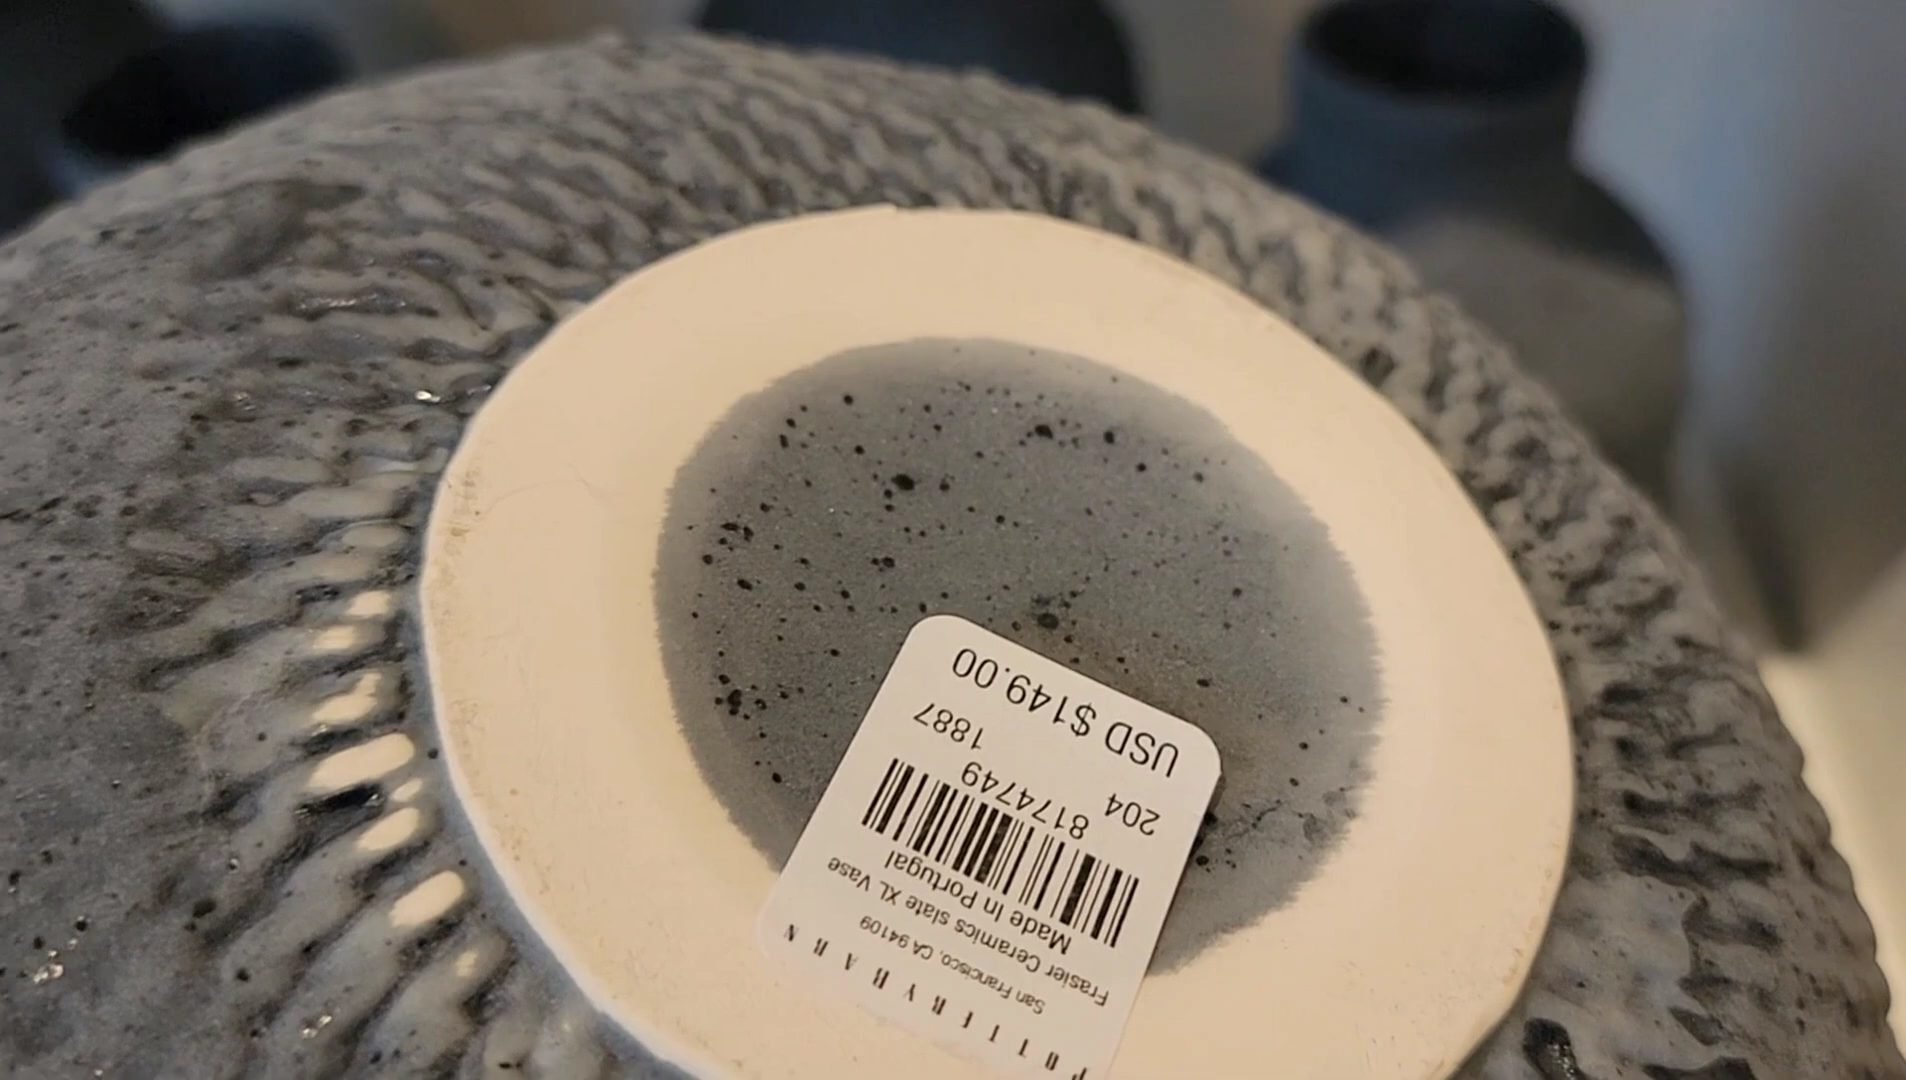 POTTERY BARN
San Francisco, CA 94109
Frasier Ceramics slate XL Vase
Made In Portugal
8174749
204 1887
USD $149.00